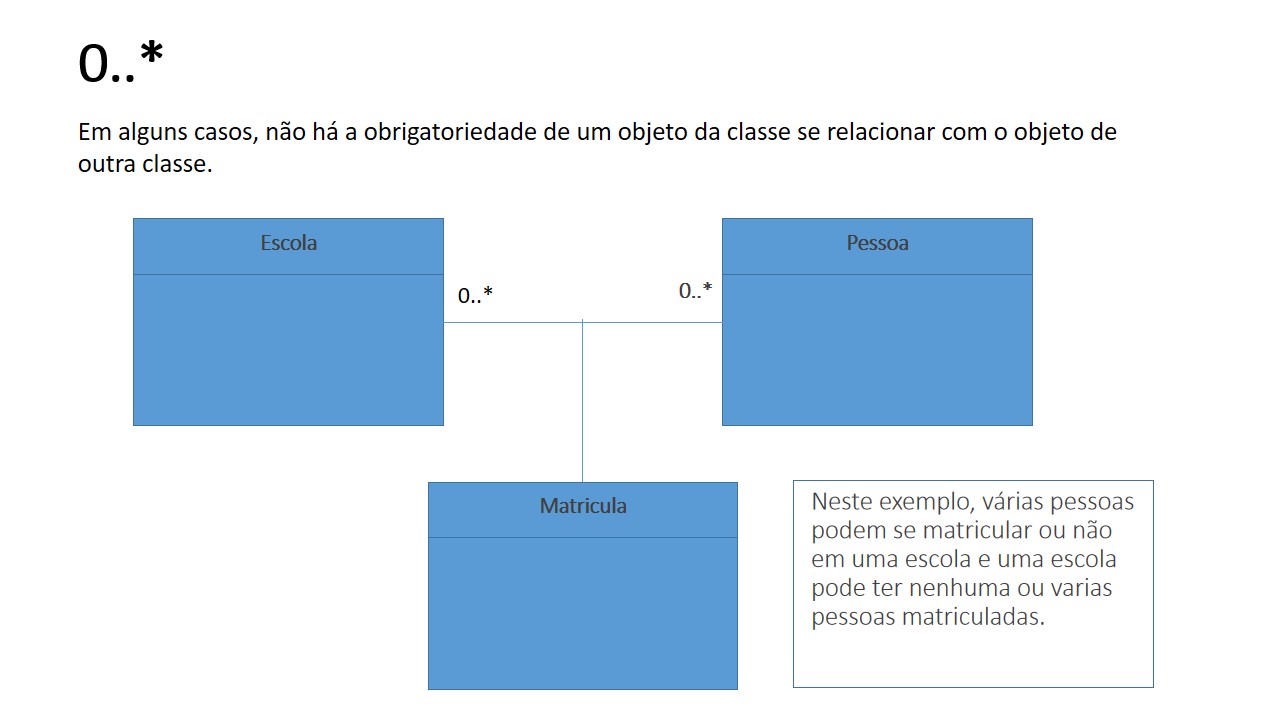 0..*
Em alguns casos, não há a obrigatoriedade de um objeto da classe se relacionar com o objeto de
outra classe.
Escola
Pessoa
0..*
0..*
Matricula
Neste exemplo, várias pessoas
podem se matricular ou não
em uma escola e uma escola
pode ter nenhuma ou varias
pessoas matriculadas.